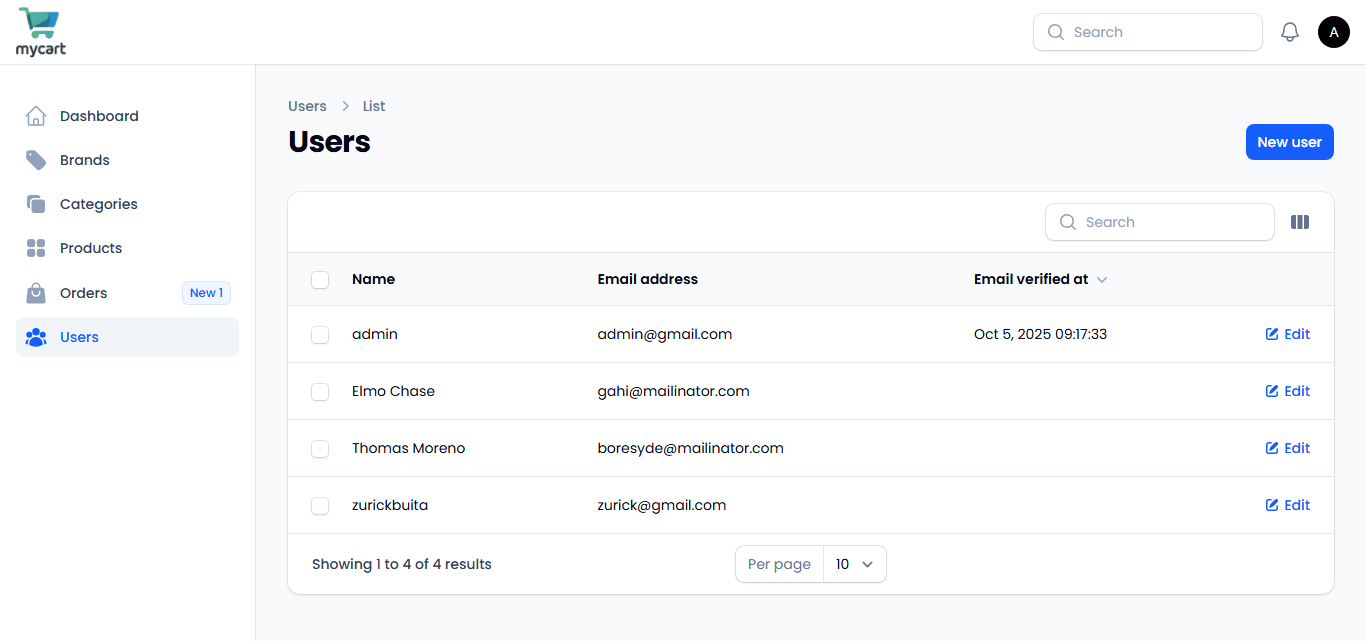 mycart
Search
A
Dashboard
Brands
Categories
Products
Orders New 1
Users
Users List
Users
New user
Search
Name Email address Email verified at
admin admin@gmail.com Oct 5, 2025 09:17:33 Edit
Elmo Chase gahi@mailinator.com Edit
Thomas Moreno boresyde@mailinator.com Edit
zurickbuita zurick@gmail.com Edit
Showing 1 to 4 of 4 results Per page 10